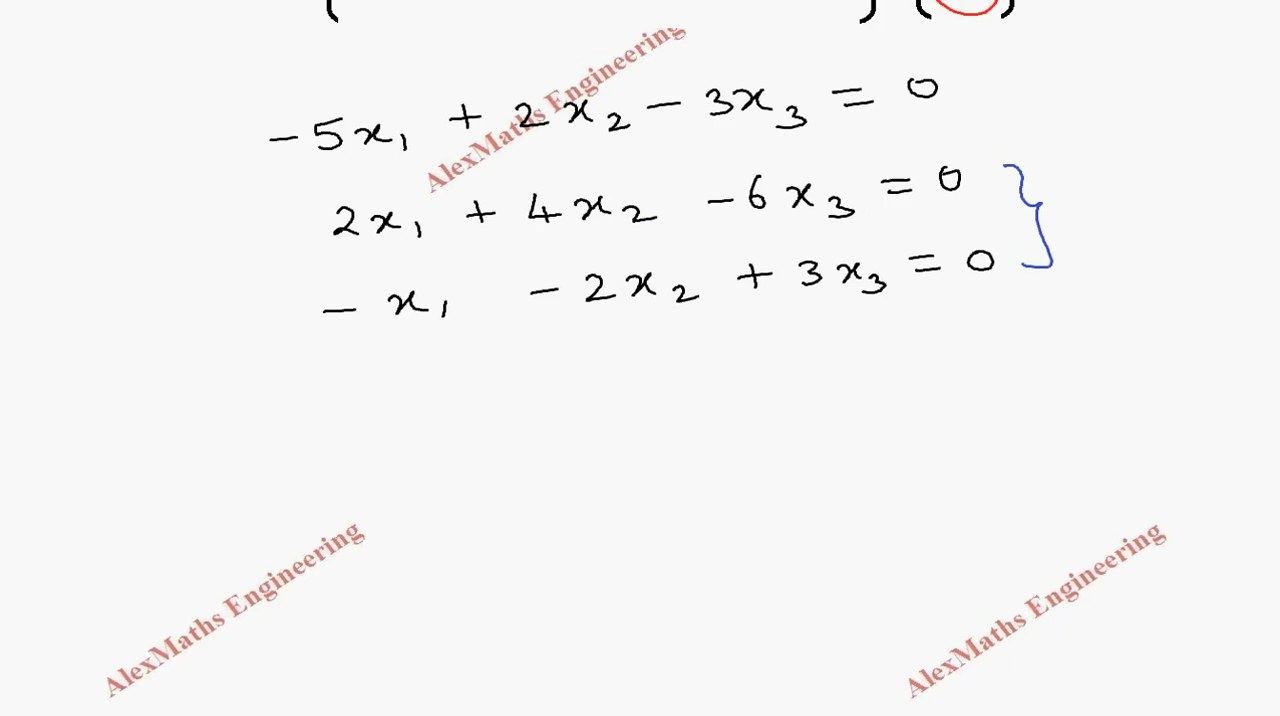 ( ) ( )
-5x₁ + 2x₂ - 3x₃ = 0
2x₁ + 4x₂ - 6x₃ = 0 }
- x₁ - 2x₂ + 3x₃ = 0
AlexMaths Engineering
AlexMaths Engineering
AlexMaths Engineering